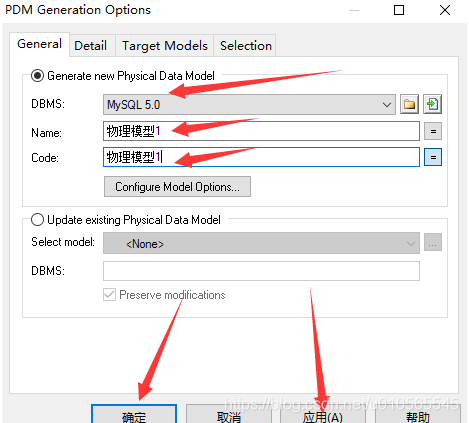 PDM Generation Options
General Detail Target Models Selection
Generate new Physical Data Model
DBMS: MySQL 5.0
Name: 物理模型1 =
Code: 物理模型1 =
Configure Model Options...
Update existing Physical Data Model
Select model: <None> ...
DBMS:
Preserve modifications
https://blog.csdn.net/u010565545
确定 取消 应用(A) 帮助